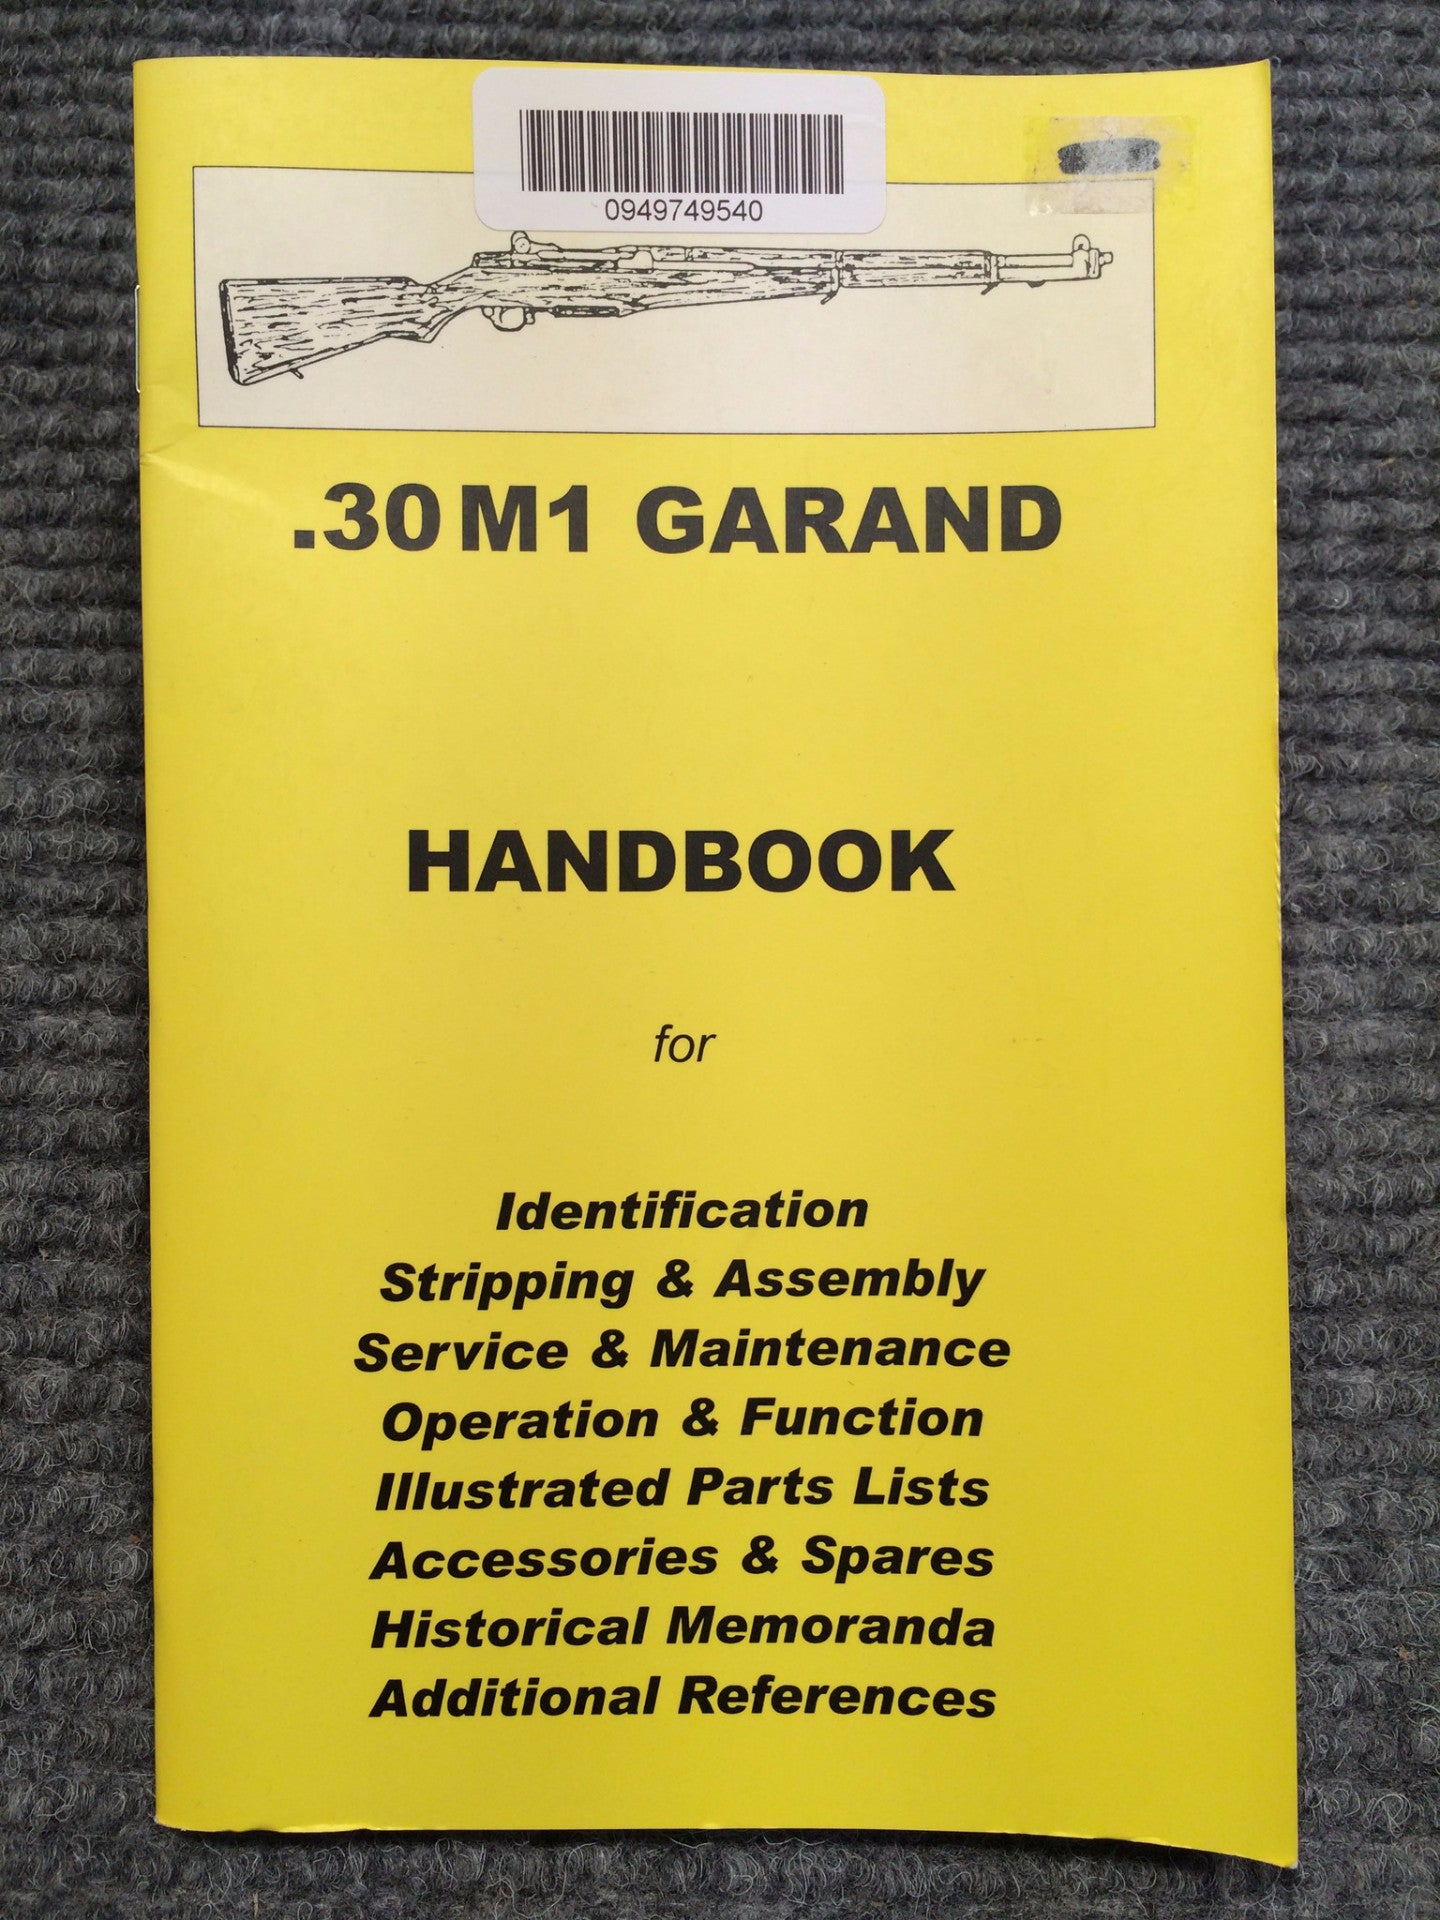 0949749540
.30 M1 GARAND
HANDBOOK
for
Identification
Stripping & Assembly
Service & Maintenance
Operation & Function
Illustrated Parts Lists
Accessories & Spares
Historical Memoranda
Additional References